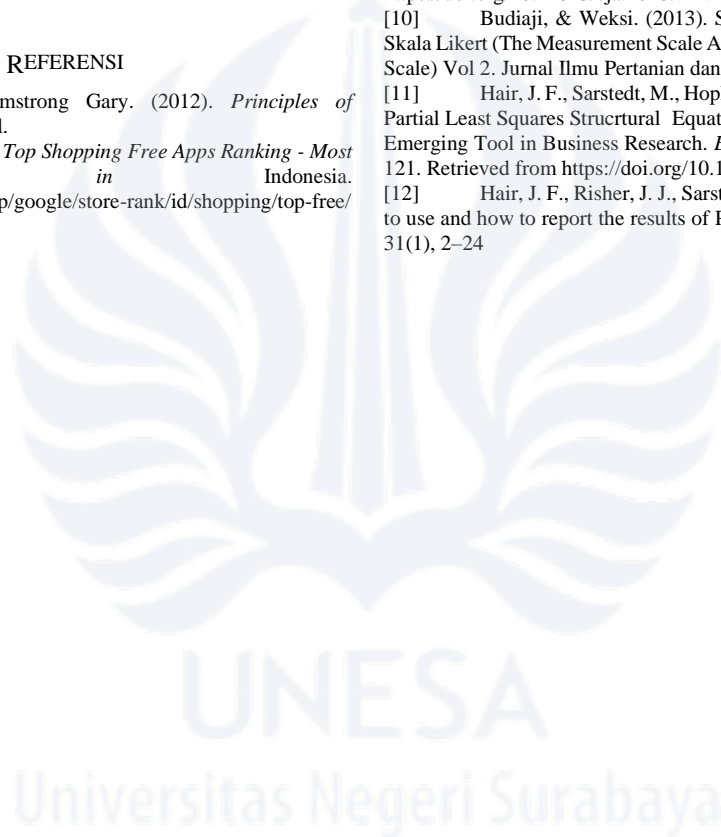 REFERENSI
mstrong Gary. (2012). Principles of
Top Shopping Free Apps Ranking - Most
in Indonesia.
p/google/store-rank/id/shopping/top-free/
[10] Budiaji, & Weksi. (2013). S
Skala Likert (The Measurement Scale A
Scale) Vol 2. Jurnal Ilmu Pertanian dan
[11] Hair, J. F., Sarstedt, M., Hopl
Partial Least Squares Strucrtural Equat
Emerging Tool in Business Research. E
121. Retrieved from https://doi.org/10.1
[12] Hair, J. F., Risher, J. J., Sarst
to use and how to report the results of P
31(1), 2–24
UNESA
Universitas Negeri Surabaya